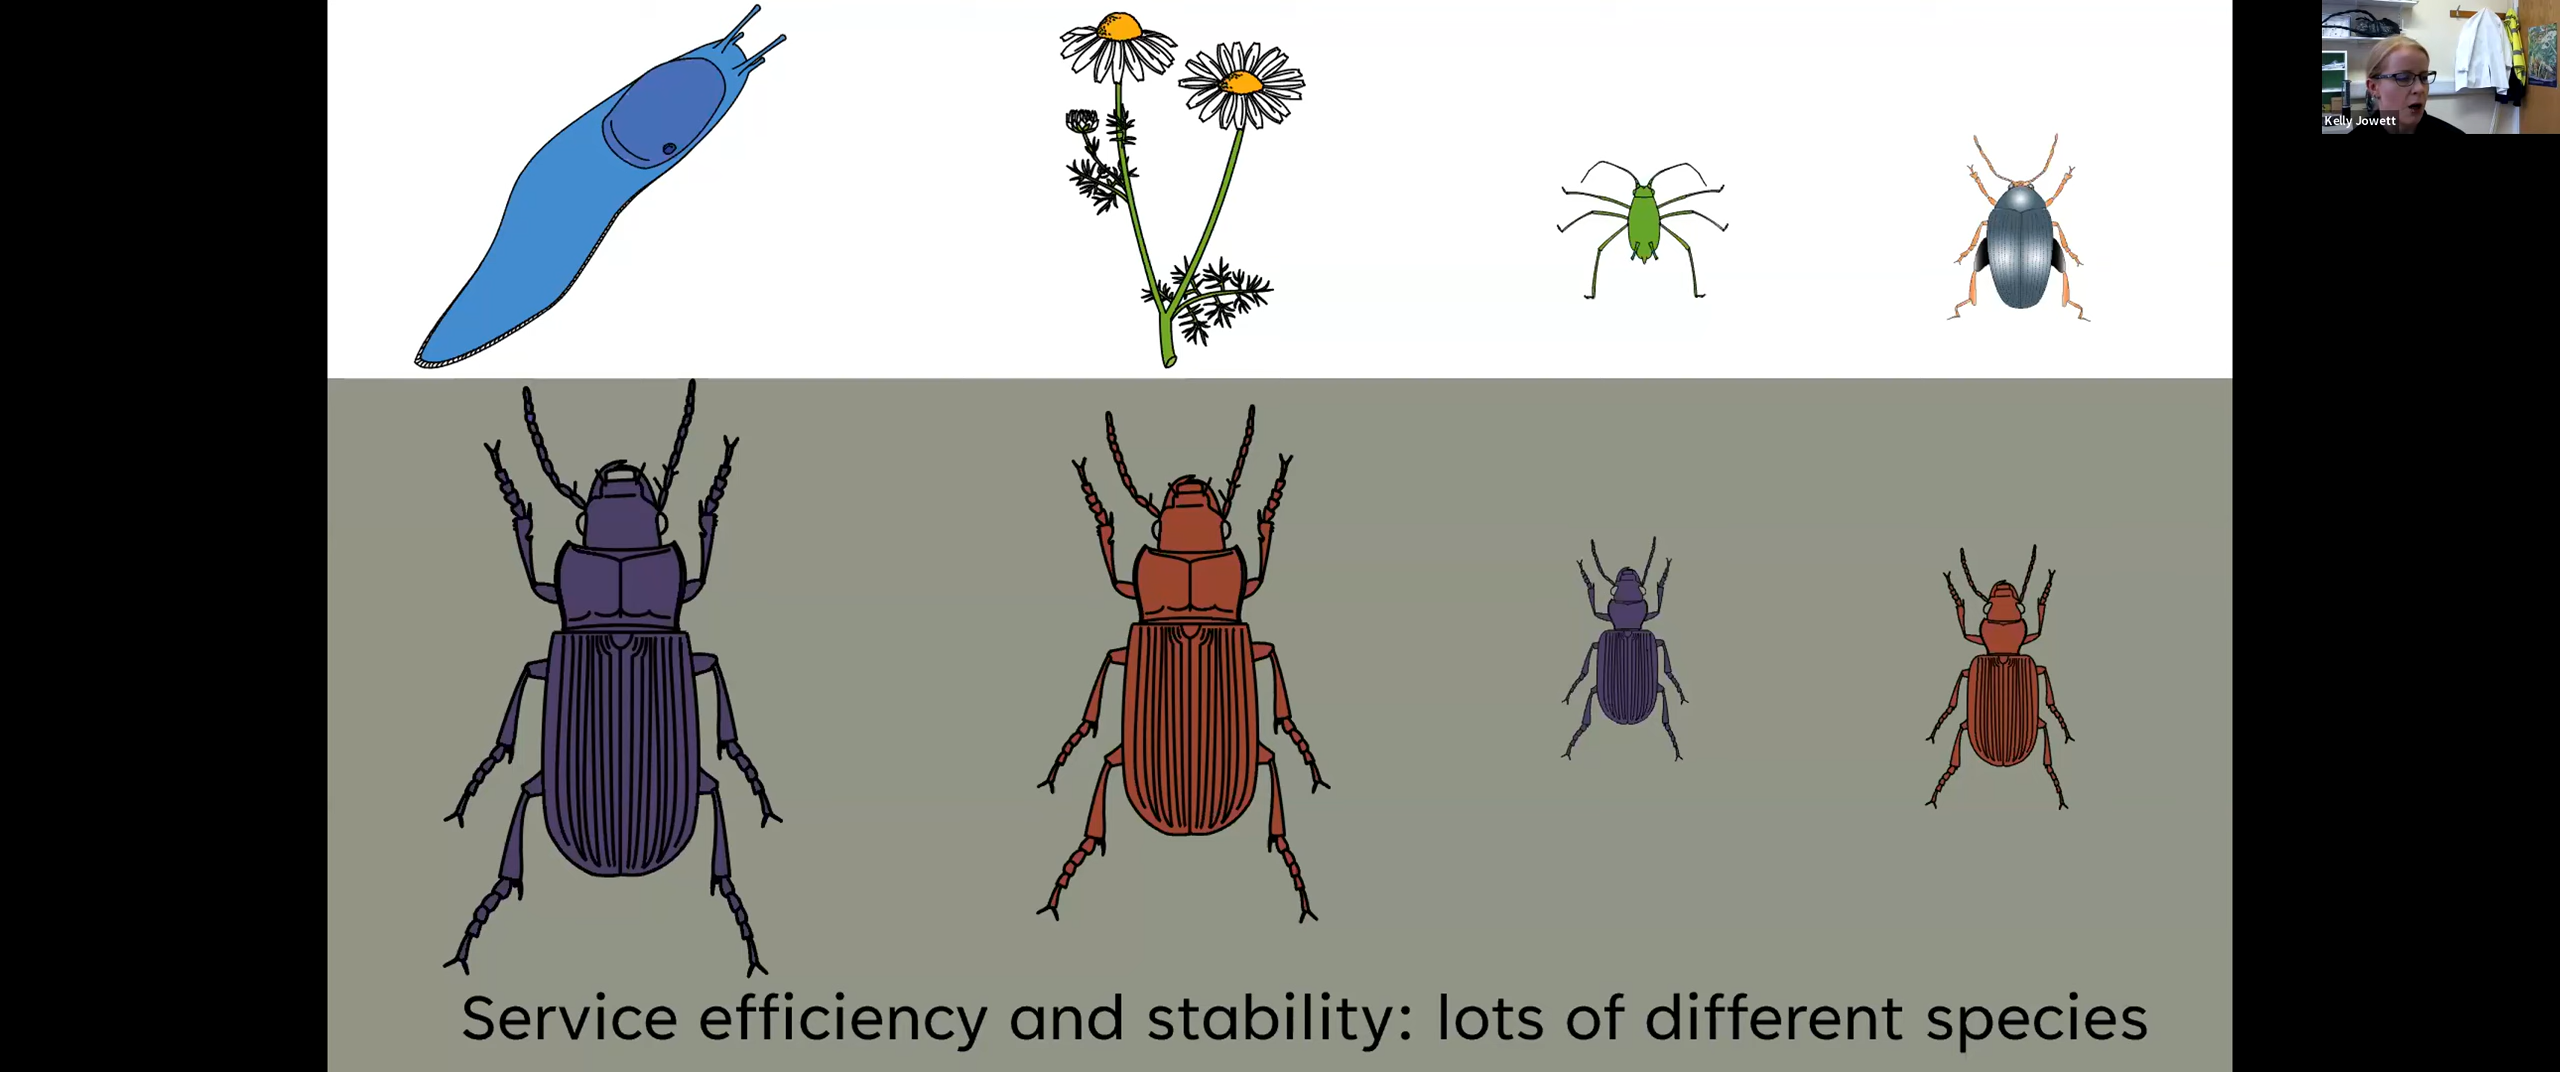 Kelly Jowett
Service efficiency and stability: lots of different species